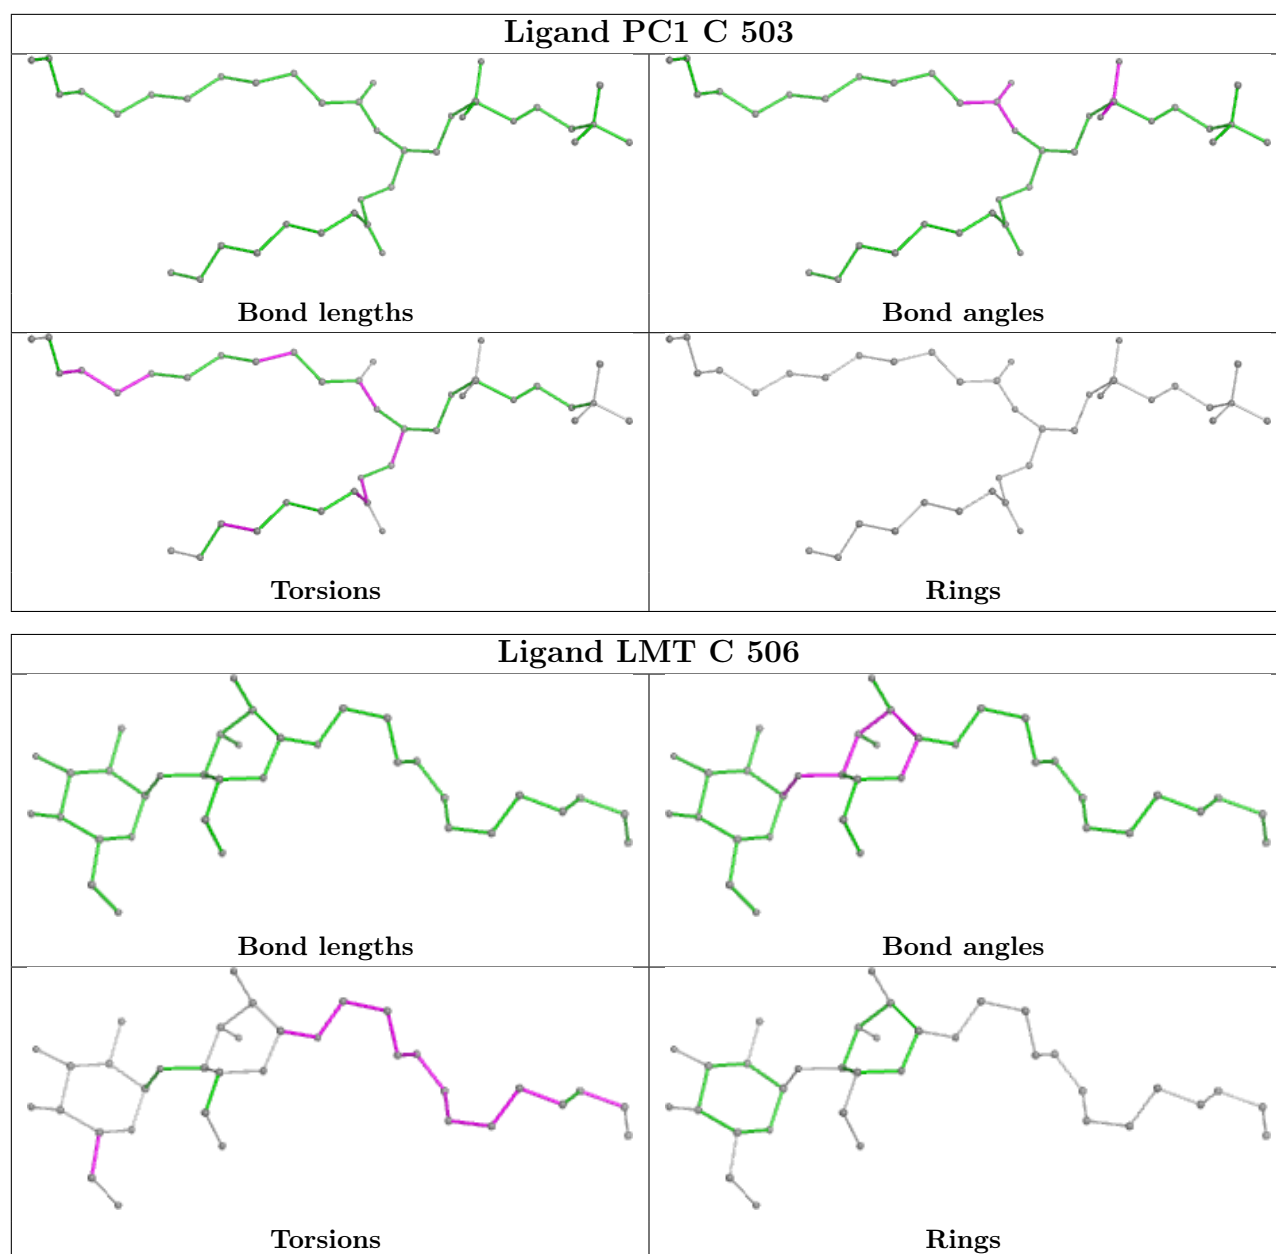 Ligand PC1 C 503
Bond lengths
Bond angles
Torsions
Rings
Ligand LMT C 506
Bond lengths
Bond angles
Torsions
Rings